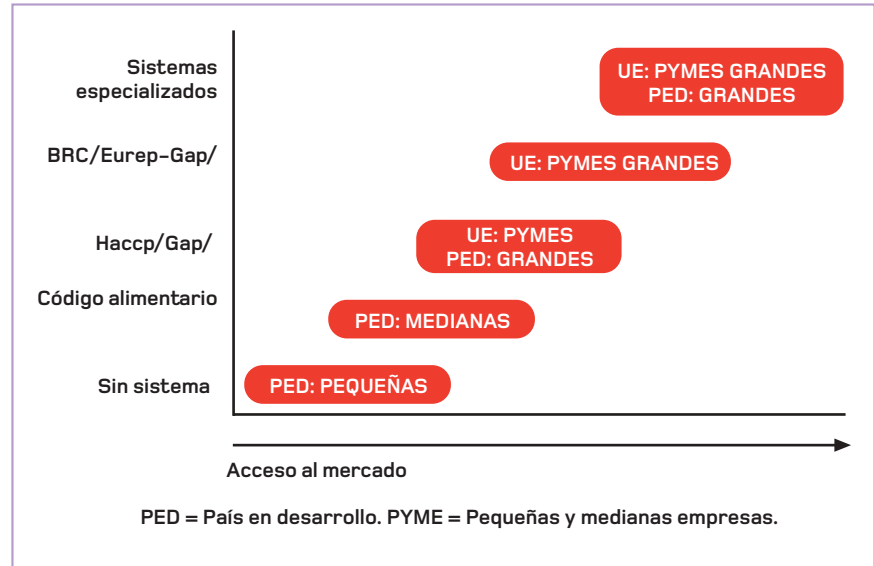 Sistemas
especializados
UE: PYMES GRANDES
PED: GRANDES
BRC/Eurep-Gap/
UE: PYMES GRANDES
Haccp/Gap/
UE: PYMES
PED: GRANDES
Código alimentario
PED: MEDIANAS
Sin sistema
PED: PEQUEÑAS
Acceso al mercado
PED = País en desarrollo. PYME = Pequeñas y medianas empresas.